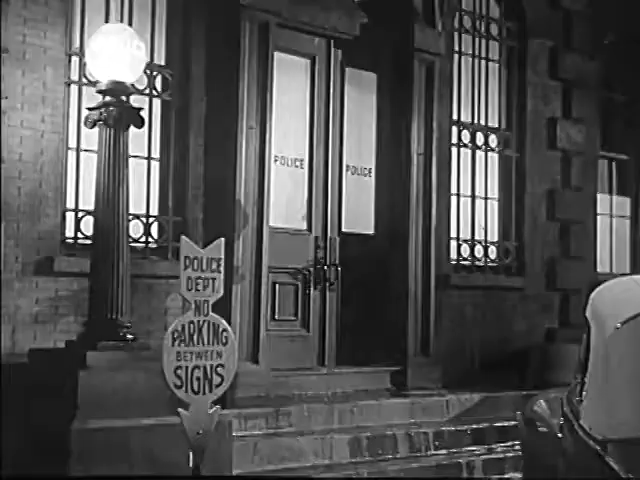 POLICE
POLICE
POLICE
DEPT.
NO
PARKING
BETWEEN
SIGNS